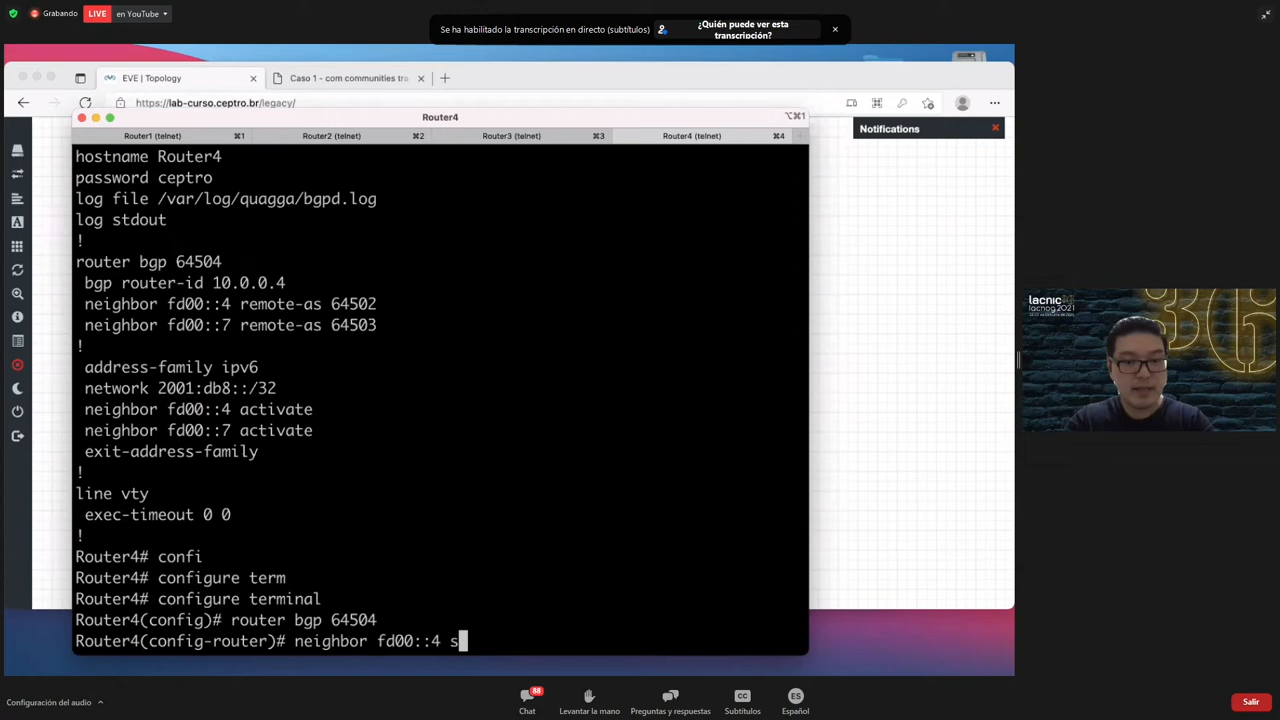 Grabando
LIVE
en YouTube
Se ha habilitado la transcripción en directo (subtítulos)
¿Quién puede ver esta
transcripción?
EVE | Topology
Caso 1 - com communities tra
https://lab-curso.ceptro.br/legacy/
Router4
⌥⌘1
Router1 (telnet) ⌘1
Router2 (telnet) ⌘2
Router3 (telnet) ⌘3
Router4 (telnet) ⌘4
Notifications
hostname Router4
password ceptro
log file /var/log/quagga/bgpd.log
log stdout
!
router bgp 64504
bgp router-id 10.0.0.4
neighbor fd00::4 remote-as 64502
neighbor fd00::7 remote-as 64503
!
address-family ipv6
network 2001:db8::/32
neighbor fd00::4 activate
neighbor fd00::7 activate
exit-address-family
!
line vty
exec-timeout 0 0
!
Router4# confi
Router4# configure term
Router4# configure terminal
Router4(config)# router bgp 64504
Router4(config-router)# neighbor fd00::4 s
lacnic 36
lacnog 2021
Configuración del audio
88
Chat
Levantar la mano
Preguntas y respuestas
CC
Subtítulos
ES
Español
Salir